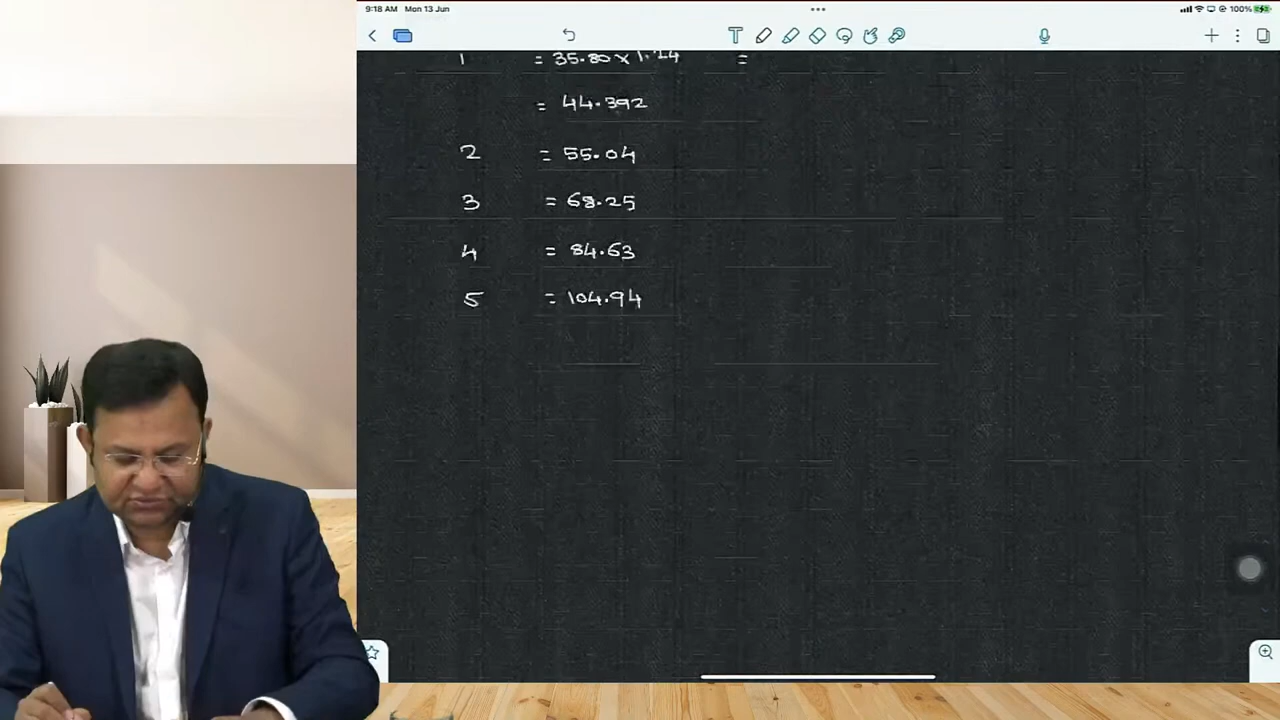 9:18 AM Mon 13 Jun
100%
T
1 = 35.80 x 1.24 =
= 44.392
2 = 55.04
3 = 68.25
4 = 84.63
5 = 104.94